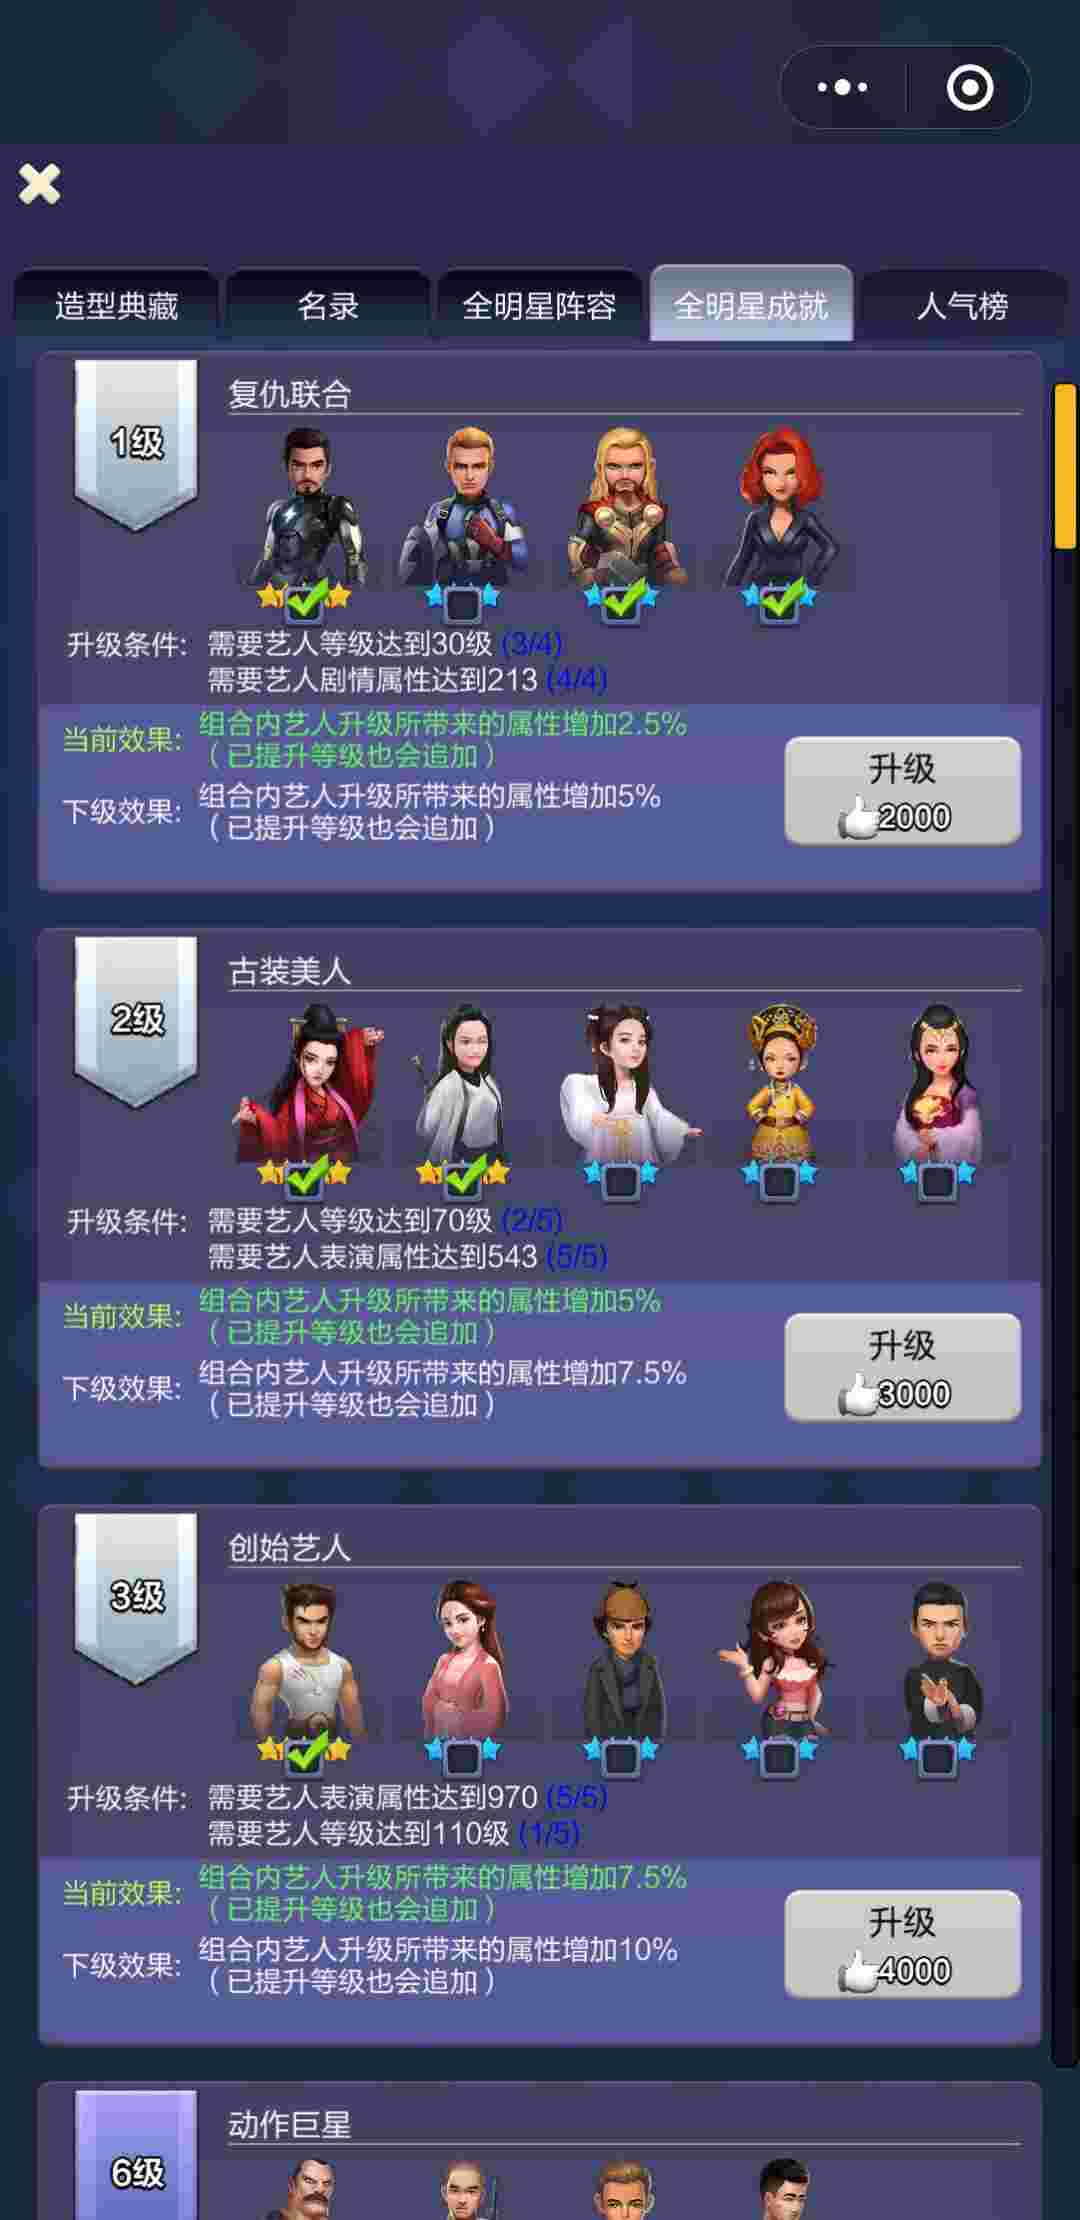 造型典藏
名录
全明星阵容
全明星成就
人气榜
1级
复仇联合
升级条件: 需要艺人等级达到30级 (3/4)
需要艺人剧情属性达到213 (4/4)
当前效果: 组合内艺人升级所带来的属性增加2.5%
（已提升等级也会追加）
下级效果: 组合内艺人升级所带来的属性增加5%
（已提升等级也会追加）
升级
2000
2级
古装美人
升级条件: 需要艺人等级达到70级 (2/5)
需要艺人表演属性达到543 (5/5)
当前效果: 组合内艺人升级所带来的属性增加5%
（已提升等级也会追加）
下级效果: 组合内艺人升级所带来的属性增加7.5%
（已提升等级也会追加）
升级
3000
3级
创始艺人
升级条件: 需要艺人表演属性达到970 (5/5)
需要艺人等级达到110级 (1/5)
当前效果: 组合内艺人升级所带来的属性增加7.5%
（已提升等级也会追加）
下级效果: 组合内艺人升级所带来的属性增加10%
（已提升等级也会追加）
升级
4000
6级
动作巨星